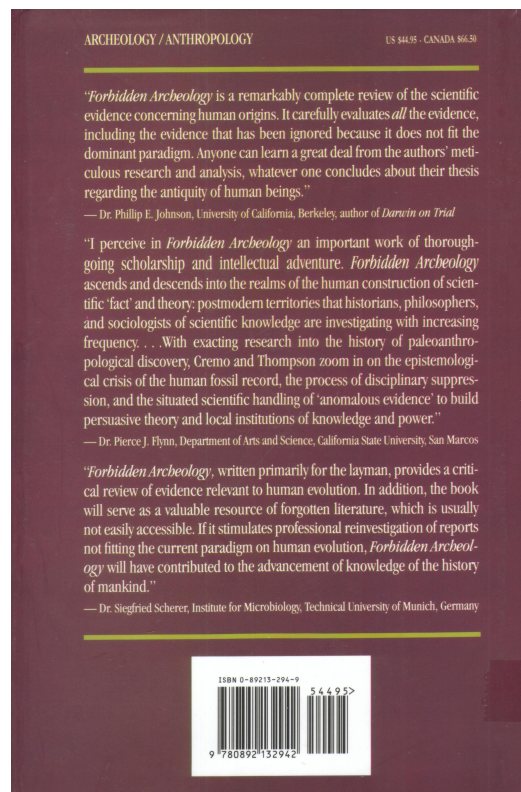 ARCHEOLOGY / ANTHROPOLOGY
US $44.95 · CANADA $66.50
"Forbidden Archeology is a remarkably complete review of the scientific
evidence concerning human origins. It carefully evaluates all the evidence,
including the evidence that has been ignored because it does not fit the
dominant paradigm. Anyone can learn a great deal from the authors' meti-
culous research and analysis, whatever one concludes about their thesis
regarding the antiquity of human beings."
— Dr. Phillip E. Johnson, University of California, Berkeley, author of Darwin on Trial
"I perceive in Forbidden Archeology an important work of thorough-
going scholarship and intellectual adventure. Forbidden Archeology
ascends and descends into the realms of the human construction of scien-
tific 'fact' and theory: postmodern territories that historians, philosophers,
and sociologists of scientific knowledge are investigating with increasing
frequency. . . .With exacting research into the history of paleoanthro-
pological discovery, Cremo and Thompson zoom in on the epistemologi-
cal crisis of the human fossil record, the process of disciplinary suppres-
sion, and the situated scientific handling of 'anomalous evidence' to build
persuasive theory and local institutions of knowledge and power."
— Dr. Pierce J. Flynn, Department of Arts and Science, California State University, San Marcos
"Forbidden Archeology, written primarily for the layman, provides a criti-
cal review of evidence relevant to human evolution. In addition, the book
will serve as a valuable resource of forgotten literature, which is usually
not easily accessible. If it stimulates professional reinvestigation of reports
not fitting the current paradigm on human evolution, Forbidden Archeol-
ogy will have contributed to the advancement of knowledge of the history
of mankind."
— Dr. Siegfried Scherer, Institute for Microbiology, Technical University of Munich, Germany
ISBN 0-89213-294-9
54495>
9 780892 132942